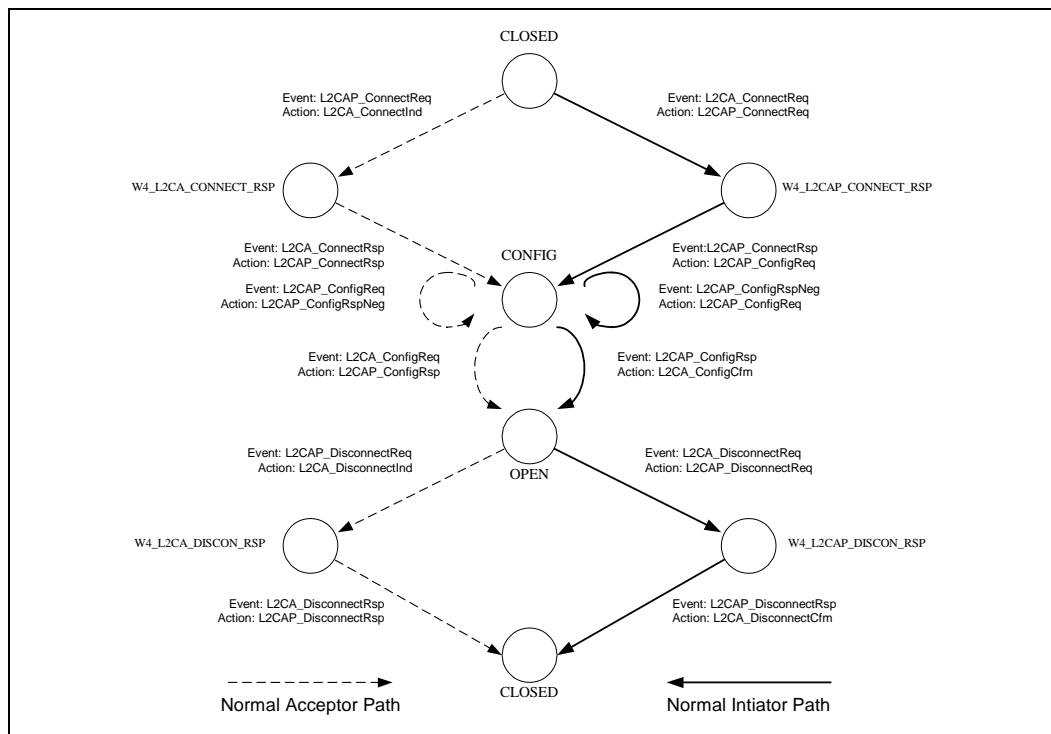 CLOSED
Event: L2CAP_ConnectReq
Action: L2CA_ConnectInd
Event: L2CA_ConnectReq
Action: L2CAP_ConnectReq
W4_L2CA_CONNECT_RSP
W4_L2CAP_CONNECT_RSP
Event: L2CA_ConnectRsp
Action: L2CAP_ConnectRsp
CONFIG
Event:L2CAP_ConnectRsp
Action: L2CAP_ConfigReq
Event: L2CAP_ConfigReq
Action: L2CAP_ConfigRspNeg
Event: L2CAP_ConfigRspNeg
Action: L2CAP_ConfigReq
Event: L2CA_ConfigReq
Action: L2CAP_ConfigRsp
Event: L2CAP_ConfigRsp
Action: L2CA_ConfigCfm
Event: L2CAP_DisconnectReq
Action: L2CA_DisconnectInd
OPEN
Event: L2CA_DisconnectReq
Action: L2CAP_DisconnectReq
W4_L2CA_DISCON_RSP
W4_L2CAP_DISCON_RSP
Event: L2CA_DisconnectRsp
Action: L2CAP_DisconnectRsp
Event: L2CAP_DisconnectRsp
Action: L2CA_DisconnectCfm
CLOSED
Normal Acceptor Path
Normal Intiator Path